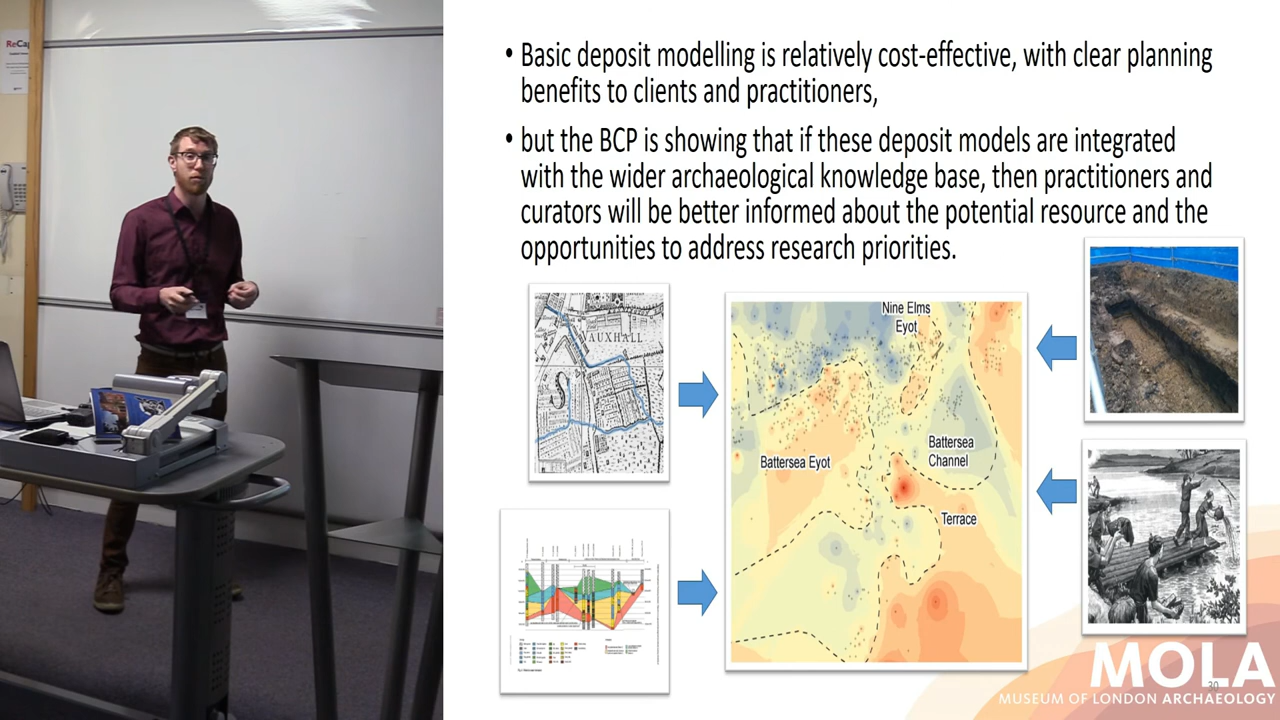 ReCap
• Basic deposit modelling is relatively cost-effective, with clear planning
benefits to clients and practitioners,
• but the BCP is showing that if these deposit models are integrated
with the wider archaeological knowledge base, then practitioners and
curators will be better informed about the potential resource and the
opportunities to address research priorities.
Nine Elms
Eyot
AUXHALL
Battersea
Channel
Battersea Eyot
Terrace
MOLA
30
MUSEUM OF LONDON ARCHAEOLOGY